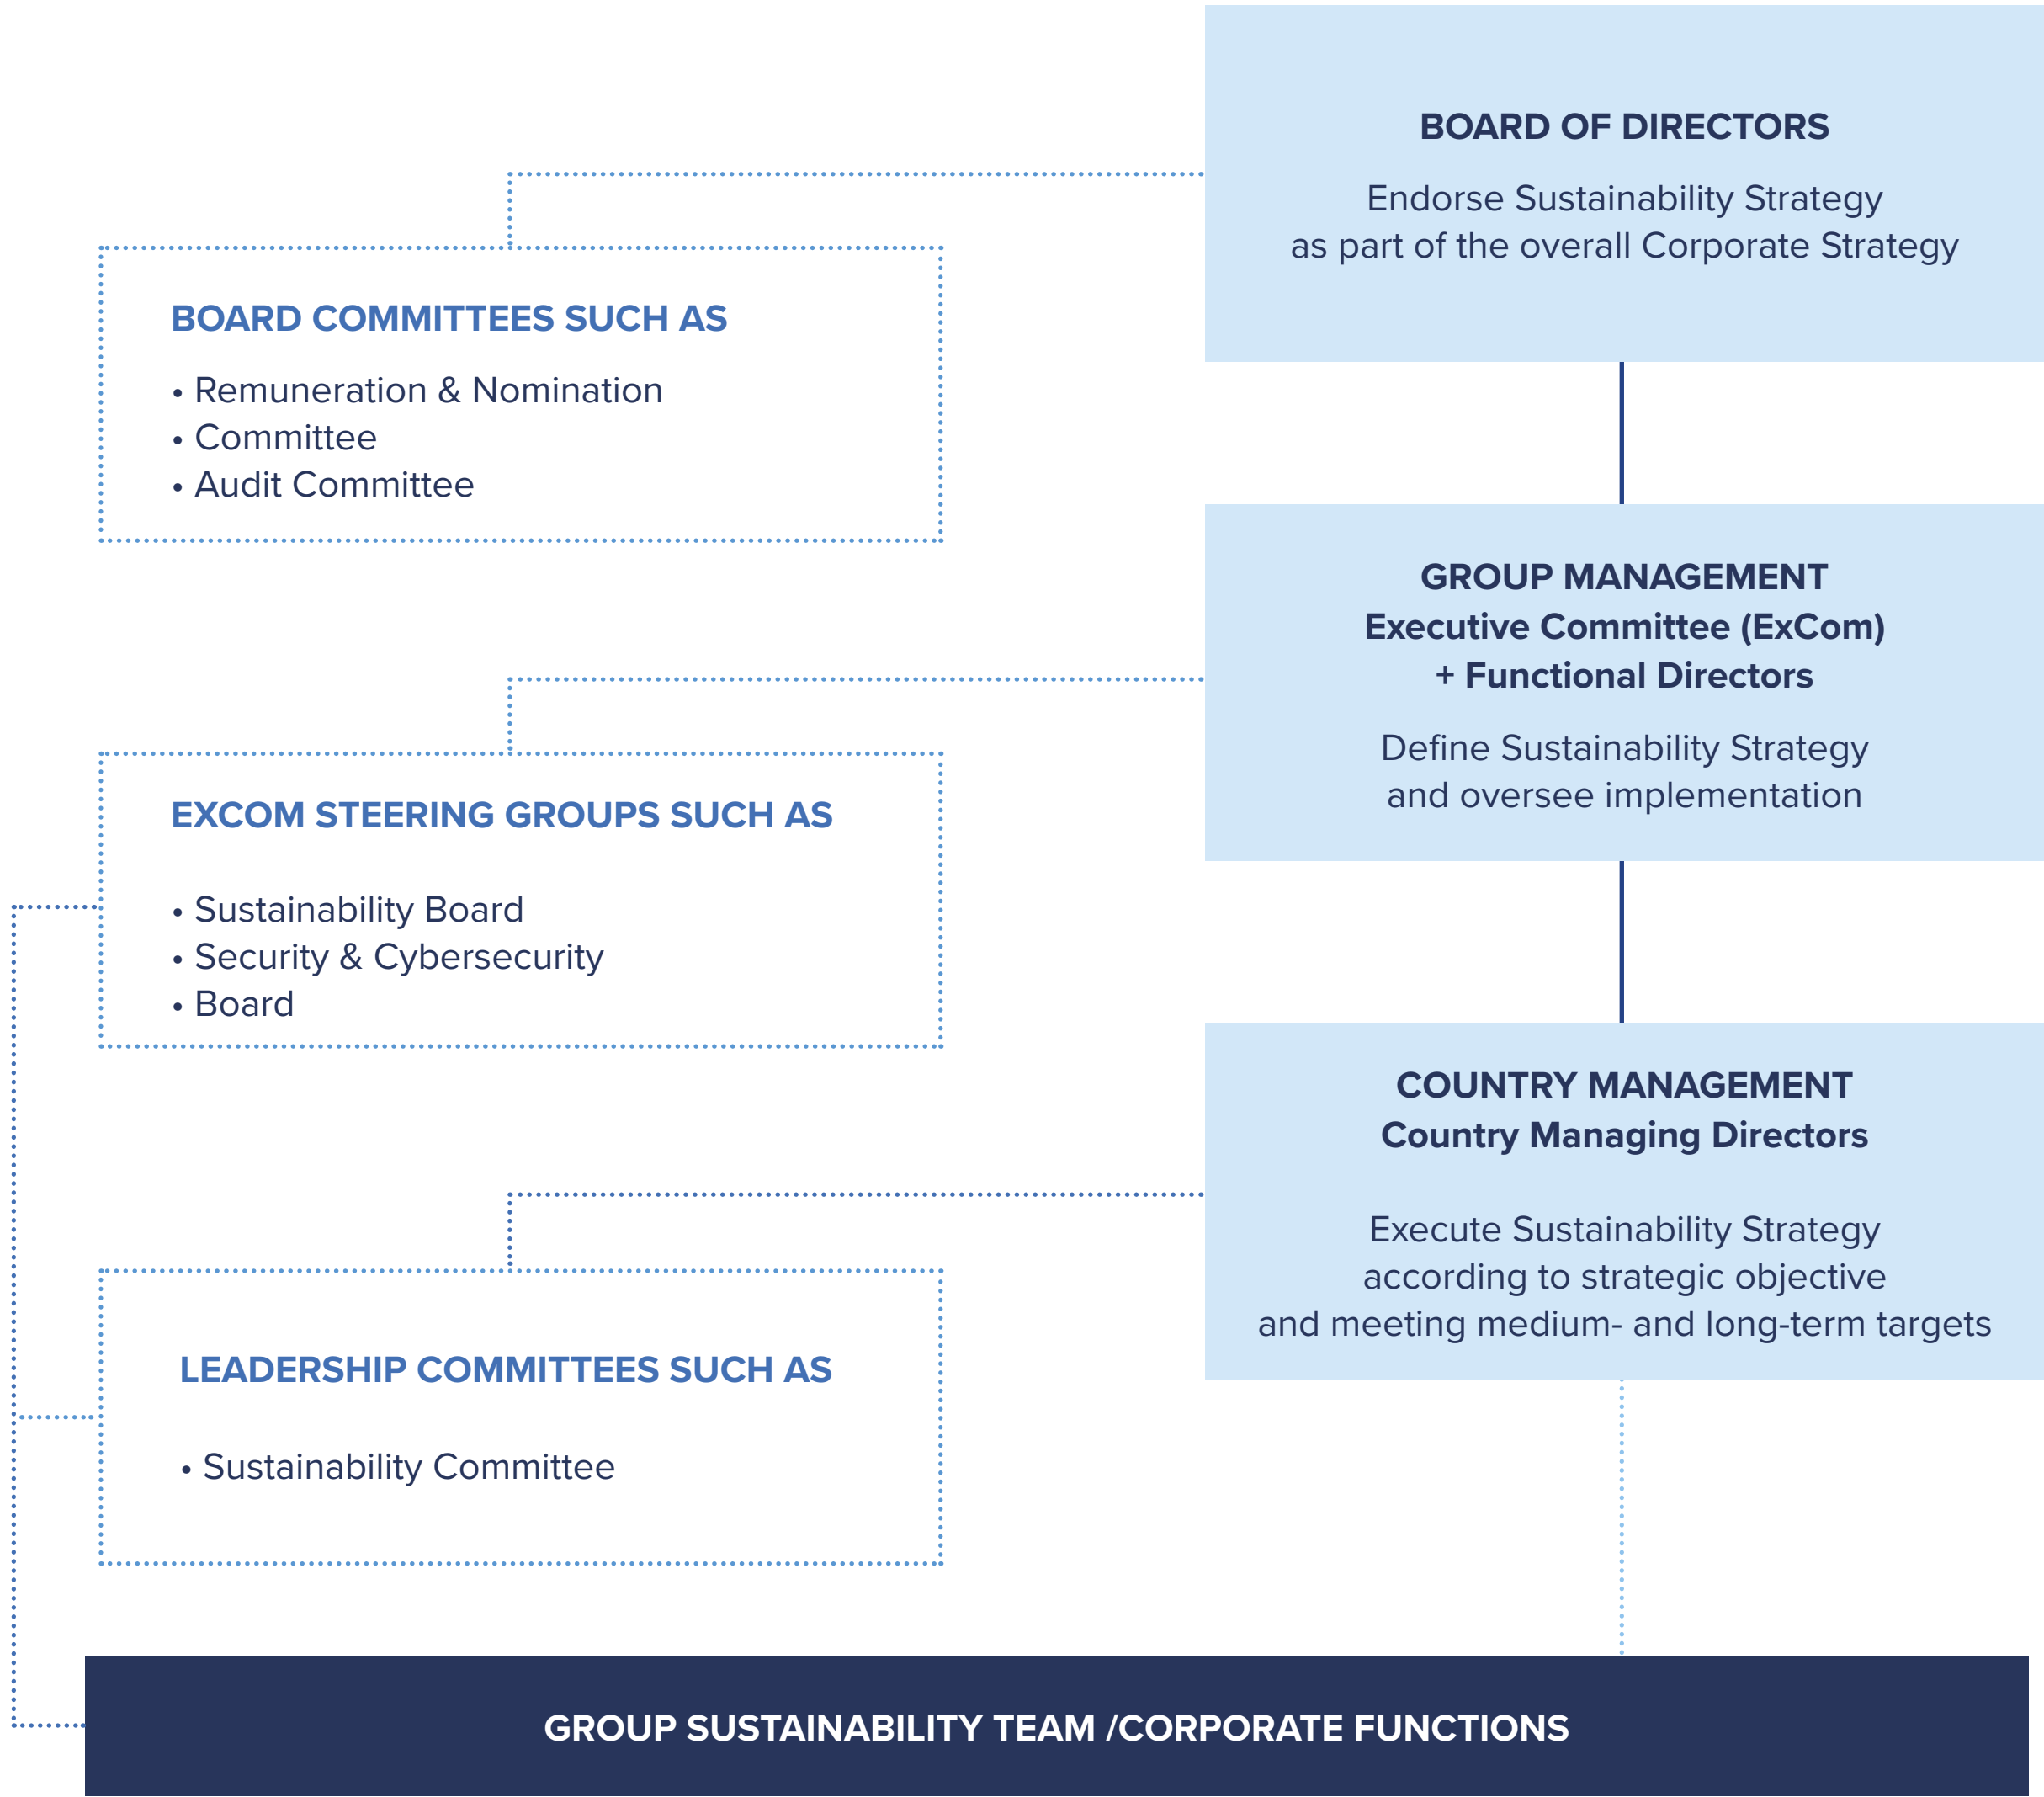 BOARD OF DIRECTORS
Endorse Sustainability Strategy
as part of the overall Corporate Strategy
BOARD COMMITTEES SUCH AS
• Remuneration & Nomination
• Committee
• Audit Committee
GROUP MANAGEMENT
Executive Committee (ExCom)
+ Functional Directors
Define Sustainability Strategy
and oversee implementation
EXCOM STEERING GROUPS SUCH AS
• Sustainability Board
• Security & Cybersecurity
• Board
COUNTRY MANAGEMENT
Country Managing Directors
Execute Sustainability Strategy
according to strategic objective
and meeting medium- and long-term targets
LEADERSHIP COMMITTEES SUCH AS
• Sustainability Committee
GROUP SUSTAINABILITY TEAM /CORPORATE FUNCTIONS